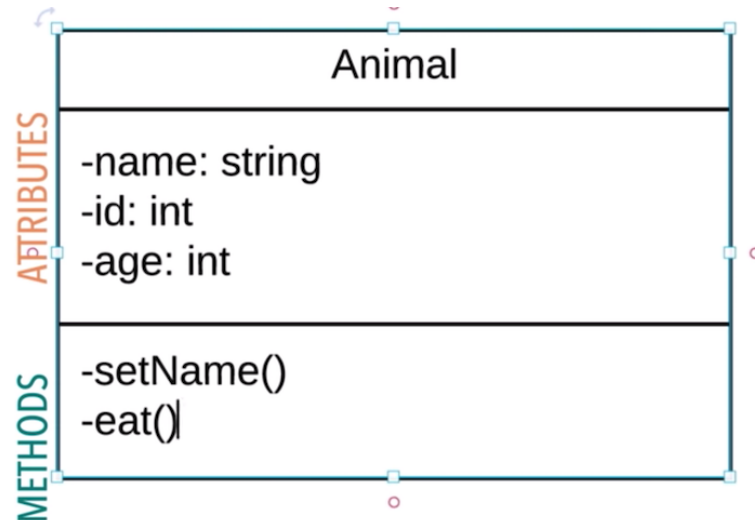 Animal
ATTRIBUTES
-name: string
-id: int
-age: int
METHODS
-setName()
-eat()